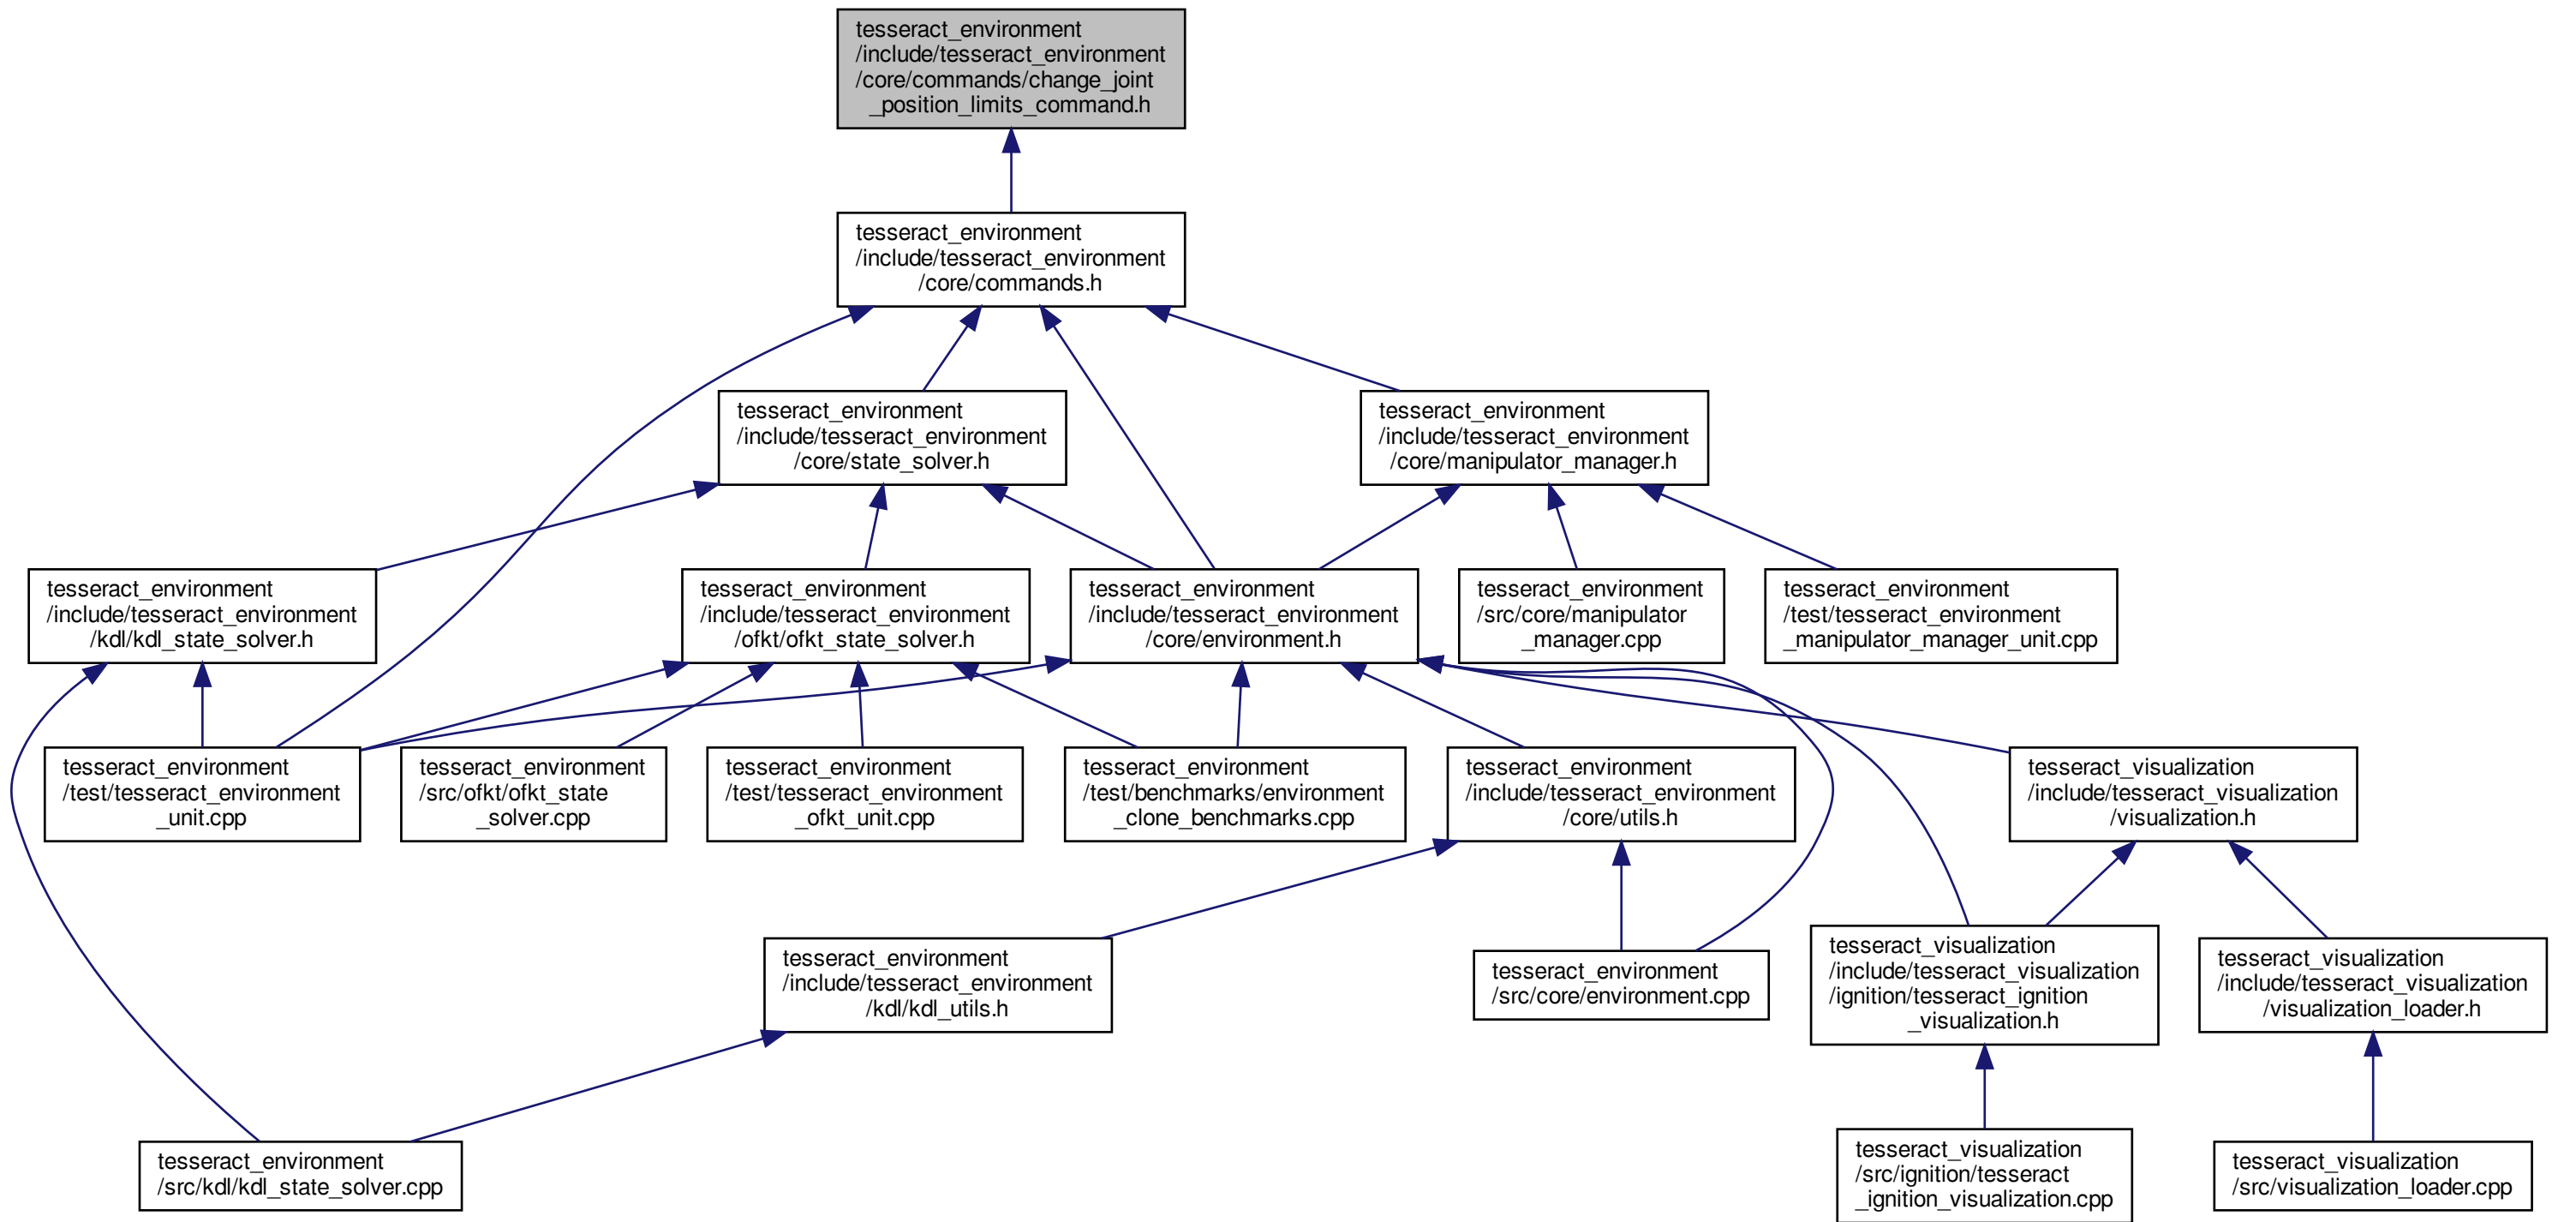 tesseract_environment
/include/tesseract_environment
/core/commands/change_joint
_position_limits_command.h
tesseract_environment
/include/tesseract_environment
/core/commands.h
tesseract_environment
/include/tesseract_environment
/core/state_solver.h
tesseract_environment
/include/tesseract_environment
/core/manipulator_manager.h
tesseract_environment
/include/tesseract_environment
/kdl/kdl_state_solver.h
tesseract_environment
/include/tesseract_environment
/ofkt/ofkt_state_solver.h
tesseract_environment
/include/tesseract_environment
/core/environment.h
tesseract_environment
/src/core/manipulator
_manager.cpp
tesseract_environment
/test/tesseract_environment
_manipulator_manager_unit.cpp
tesseract_environment
/test/tesseract_environment
_unit.cpp
tesseract_environment
/src/ofkt/ofkt_state
_solver.cpp
tesseract_environment
/test/tesseract_environment
_ofkt_unit.cpp
tesseract_environment
/test/benchmarks/environment
_clone_benchmarks.cpp
tesseract_environment
/include/tesseract_environment
/core/utils.h
tesseract_visualization
/include/tesseract_visualization
/visualization.h
tesseract_environment
/include/tesseract_environment
/kdl/kdl_utils.h
tesseract_environment
/src/core/environment.cpp
tesseract_visualization
/include/tesseract_visualization
/ignition/tesseract_ignition
_visualization.h
tesseract_visualization
/include/tesseract_visualization
/visualization_loader.h
tesseract_environment
/src/kdl/kdl_state_solver.cpp
tesseract_visualization
/src/ignition/tesseract
_ignition_visualization.cpp
tesseract_visualization
/src/visualization_loader.cpp